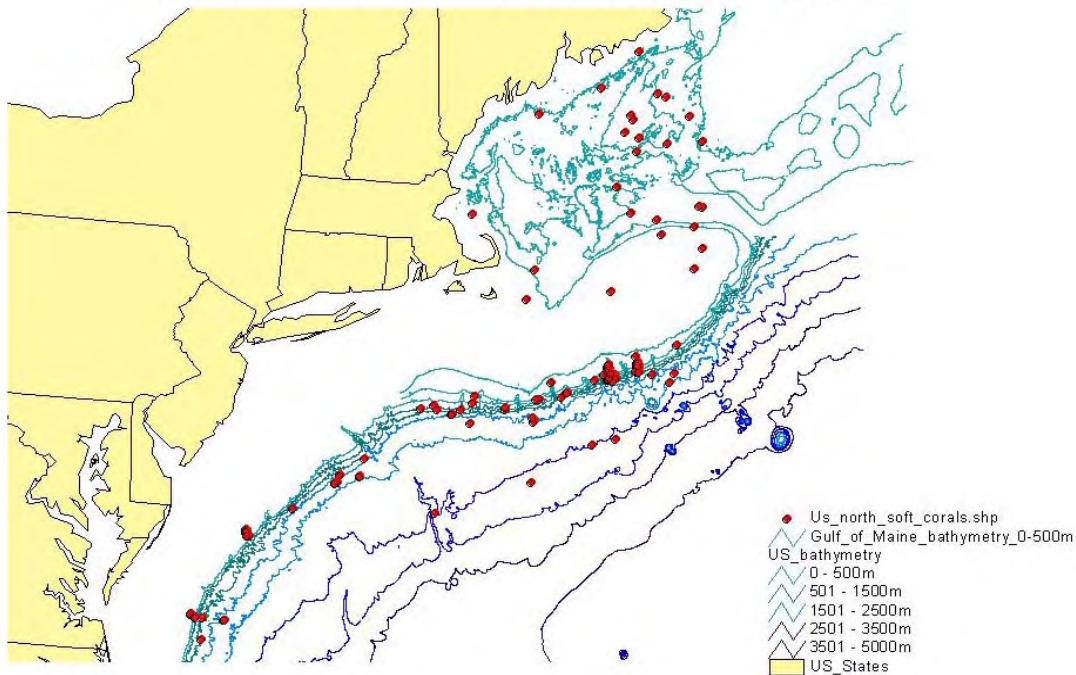 Us_north_soft_corals.shp
Gulf_of_Maine_bathymetry_0-500m
US_bathymetry
0 - 500m
501 - 1500m
1501 - 2500m
2501 - 3500m
3501 - 5000m
US_States